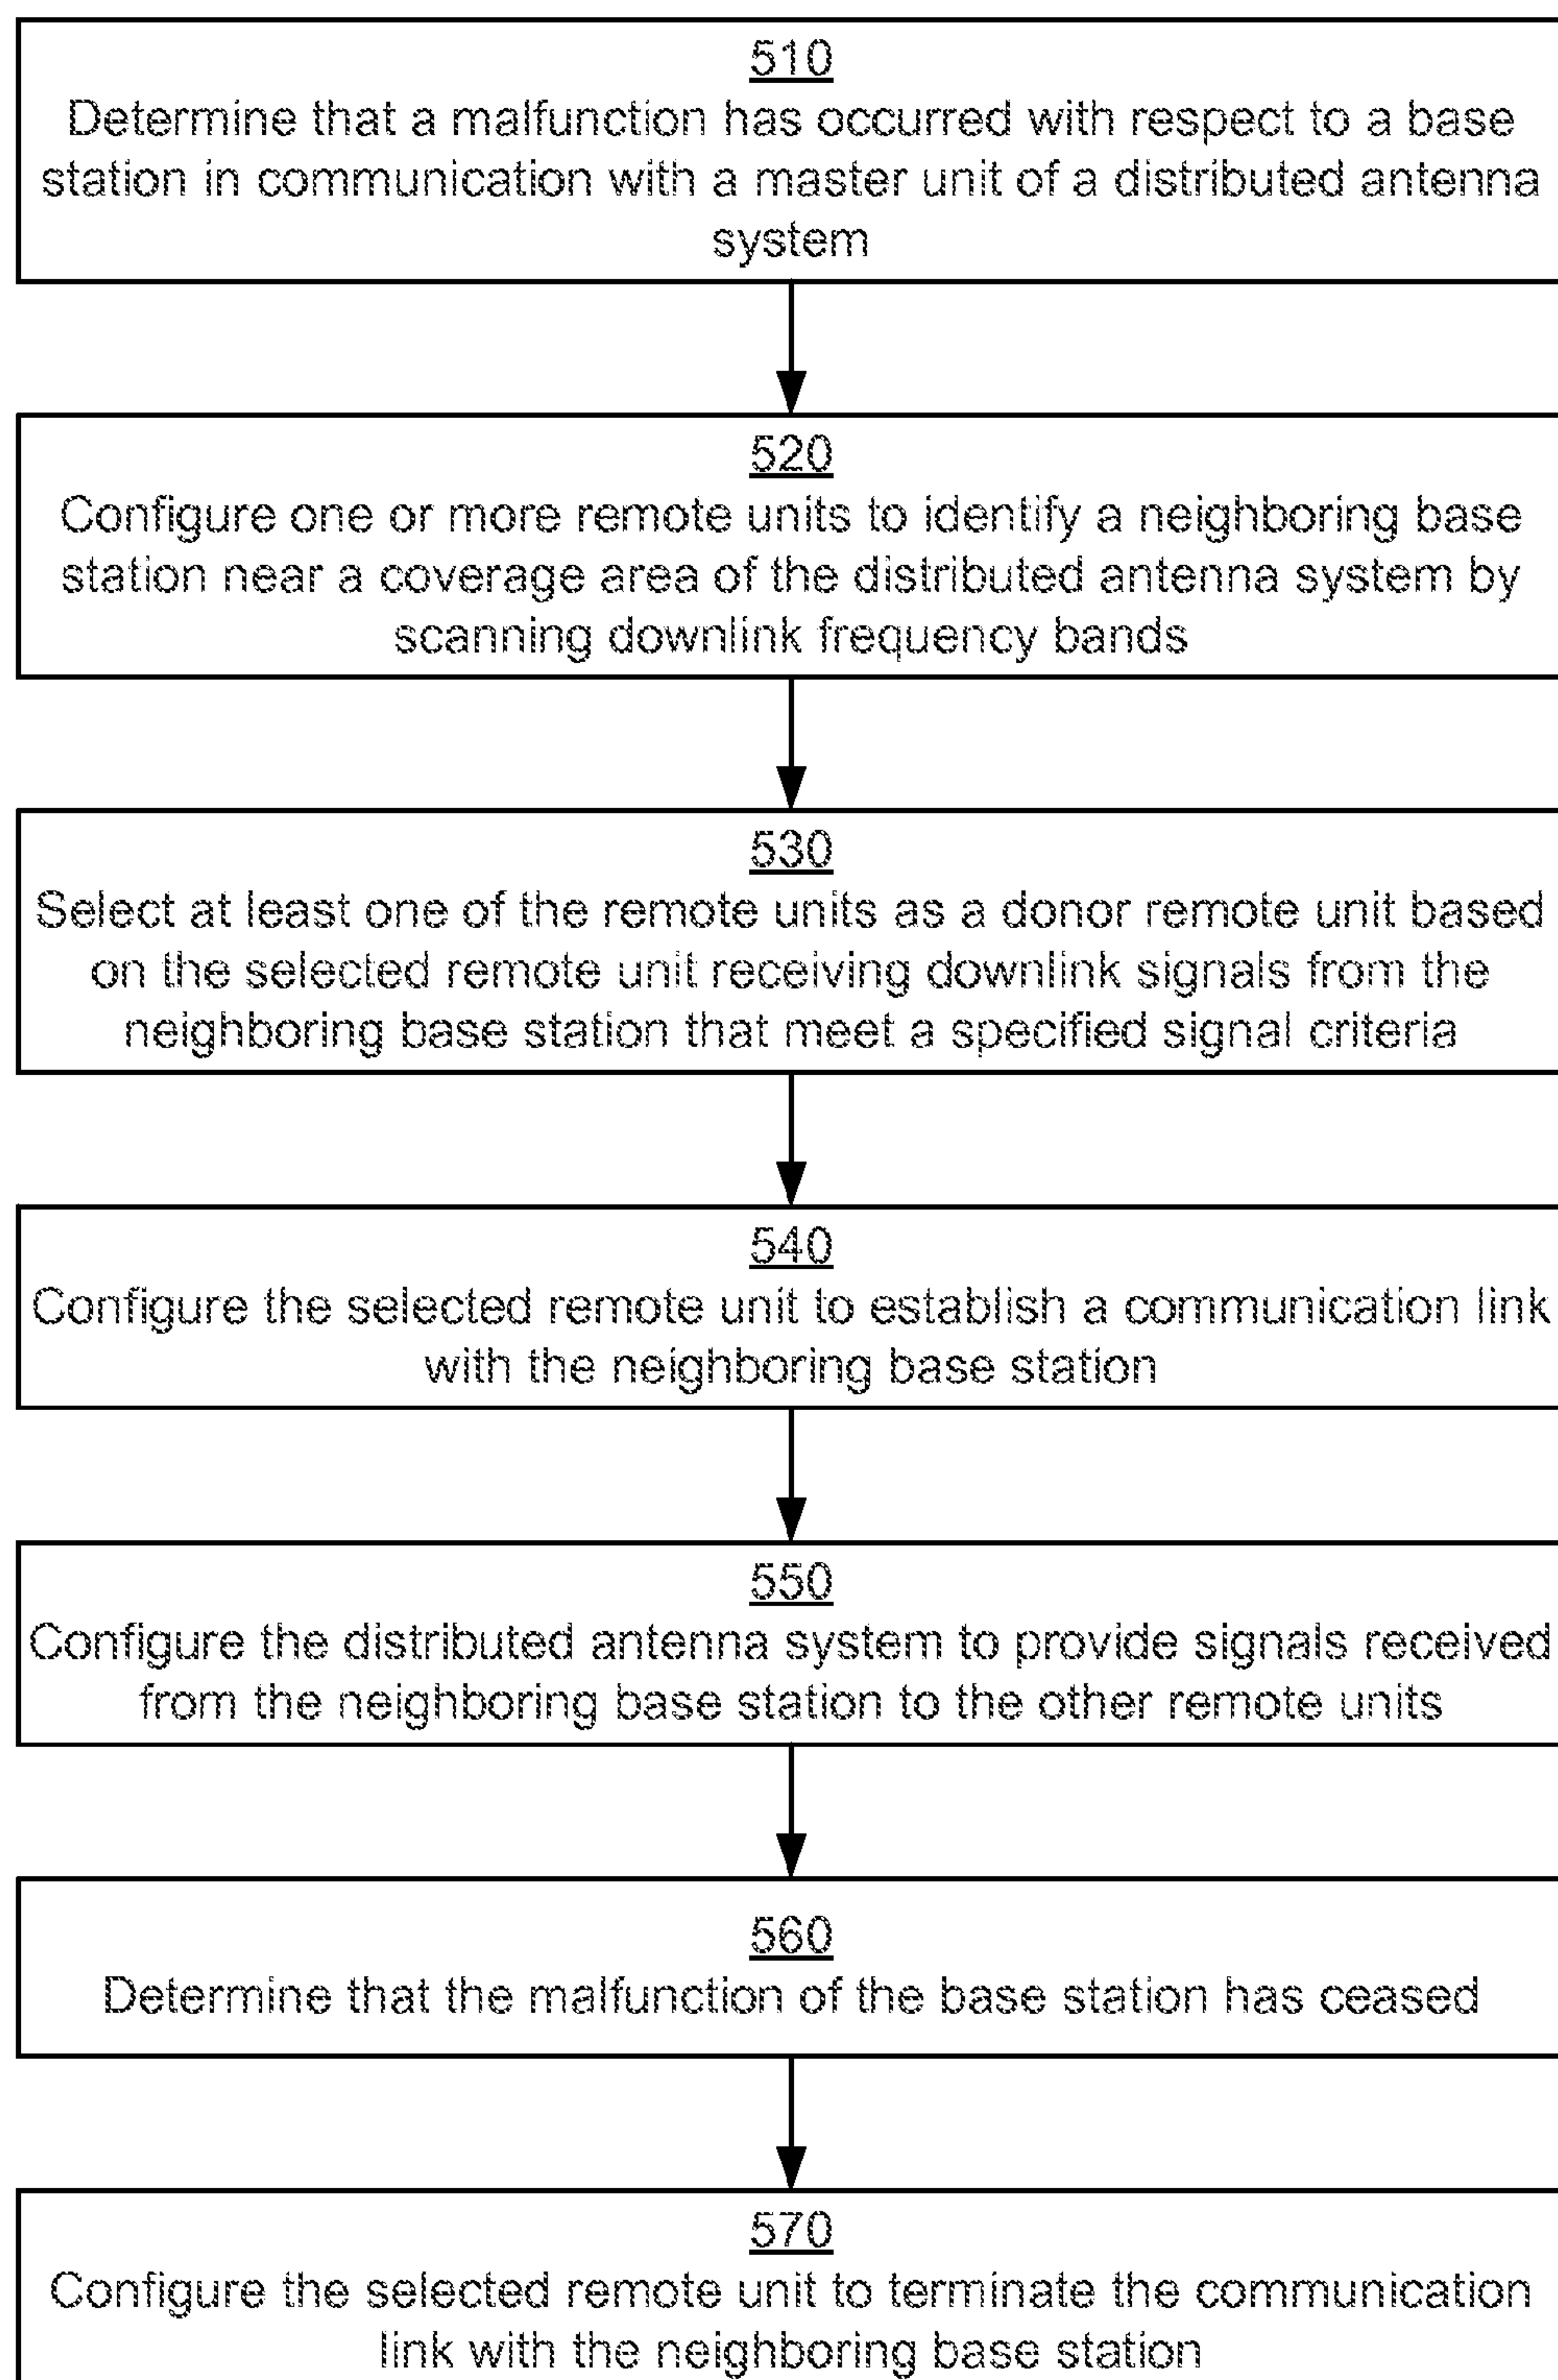 510
Determine that a malfunction has occurred with respect to a base
station in communication with a master unit of a distributed antenna
system
520
Configure one or more remote units to identify a neighboring base
station near a coverage area of the distributed antenna system by
scanning downlink frequency bands
530
Select at least one of the remote units as a donor remote unit based
on the selected remote unit receiving downlink signals from the
neighboring base station that meet a specified signal criteria
540
Configure the selected remote unit to establish a communication link
with the neighboring base station
550
Configure the distributed antenna system to provide signals received
from the neighboring base station to the other remote units
560
Determine that the malfunction of the base station has ceased
570
Configure the selected remote unit to terminate the communication
link with the neighboring base station